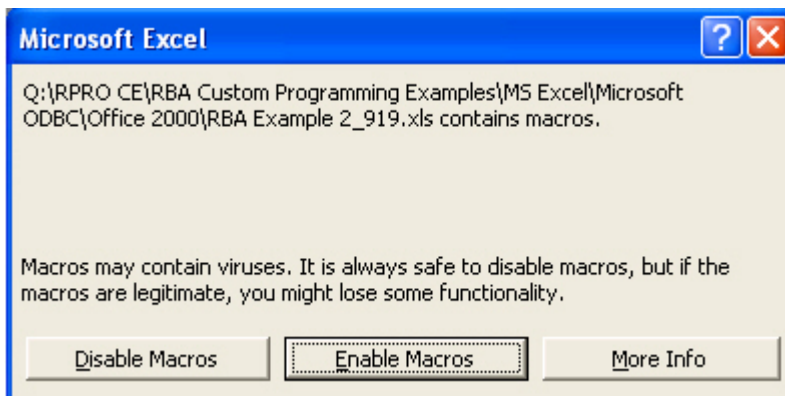 Microsoft Excel
Q:\RPRO CE\RBA Custom Programming Examples\MS Excel\Microsoft
ODBC\Office 2000\RBA Example 2_919.xls contains macros.
Macros may contain viruses. It is always safe to disable macros, but if the
macros are legitimate, you might lose some functionality.
Disable Macros Enable Macros More Info